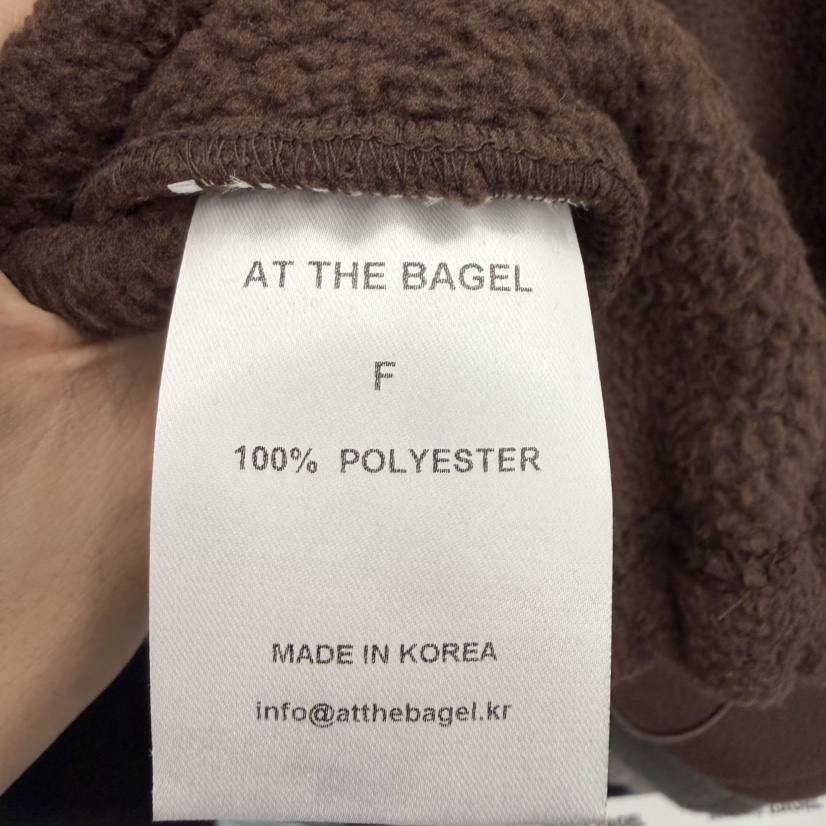 AT THE BAGEL
F
100% POLYESTER
MADE IN KOREA
info@atthebagel.kr